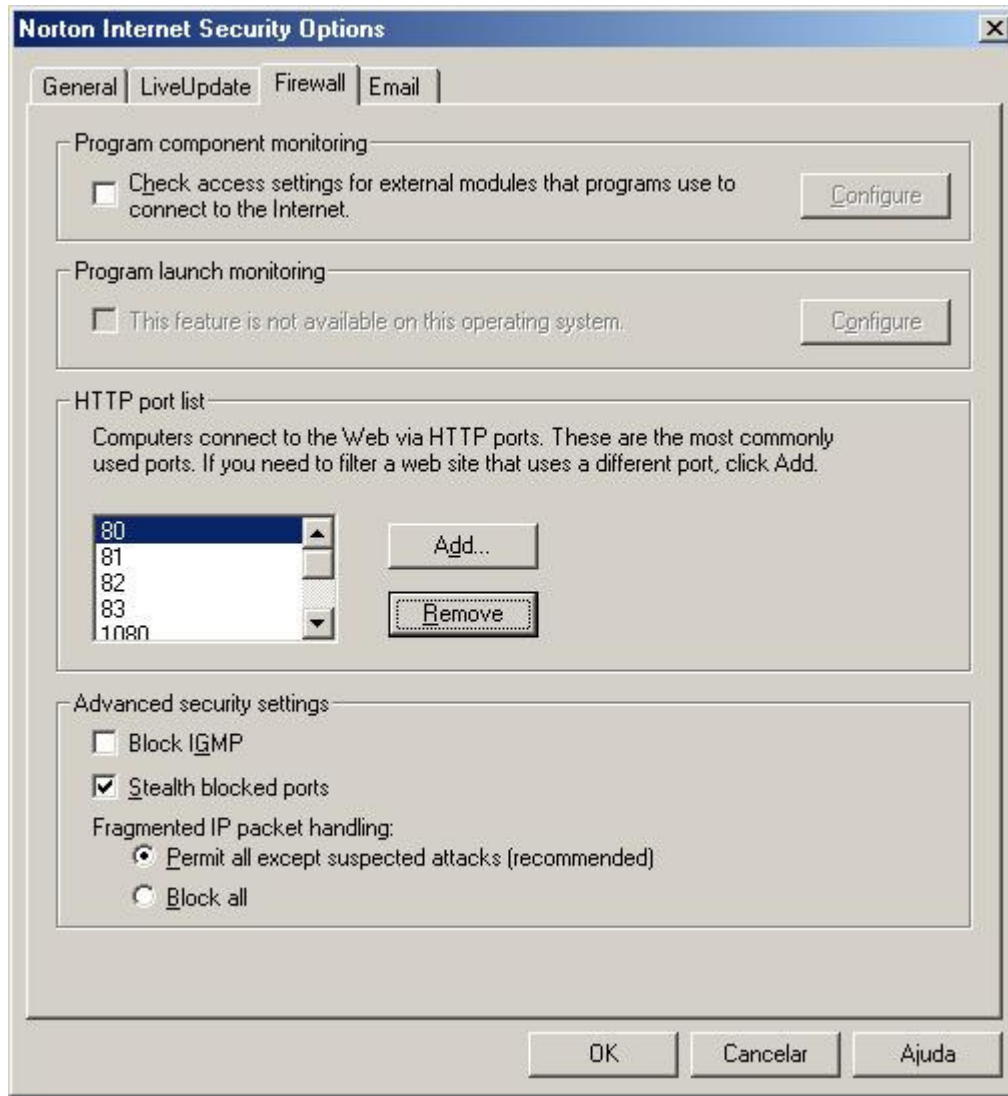 Norton Internet Security Options
General
LiveUpdate
Firewall
Email
Program component monitoring
Check access settings for external modules that programs use to
connect to the Internet.
Configure
Program launch monitoring
This feature is not available on this operating system.
Configure
HTTP port list
Computers connect to the Web via HTTP ports. These are the most commonly
used ports. If you need to filter a web site that uses a different port, click Add.
80
81
82
83
1080
Add...
Remove
Advanced security settings
Block IGMP
Stealth blocked ports
Fragmented IP packet handling:
Permit all except suspected attacks (recommended)
Block all
OK
Cancelar
Ajuda